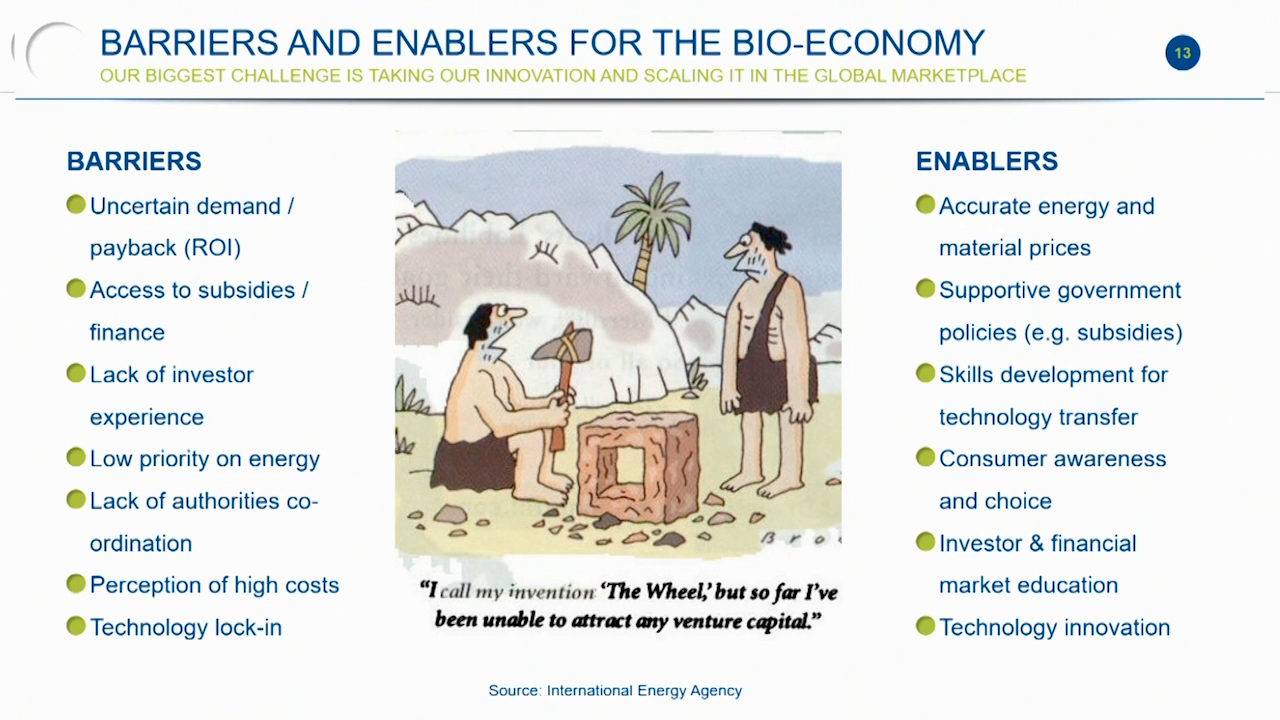 BARRIERS AND ENABLERS FOR THE BIO-ECONOMY
OUR BIGGEST CHALLENGE IS TAKING OUR INNOVATION AND SCALING IT IN THE GLOBAL MARKETPLACE
13
BARRIERS
Uncertain demand /
payback (ROI)
Access to subsidies /
finance
Lack of investor
experience
Low priority on energy
Lack of authorities co-
ordination
Perception of high costs
Technology lock-in
“I call my invention ‘The Wheel,’ but so far I’ve
been unable to attract any venture capital.”
ENABLERS
Accurate energy and
material prices
Supportive government
policies (e.g. subsidies)
Skills development for
technology transfer
Consumer awareness
and choice
Investor & financial
market education
Technology innovation
Source: International Energy Agency